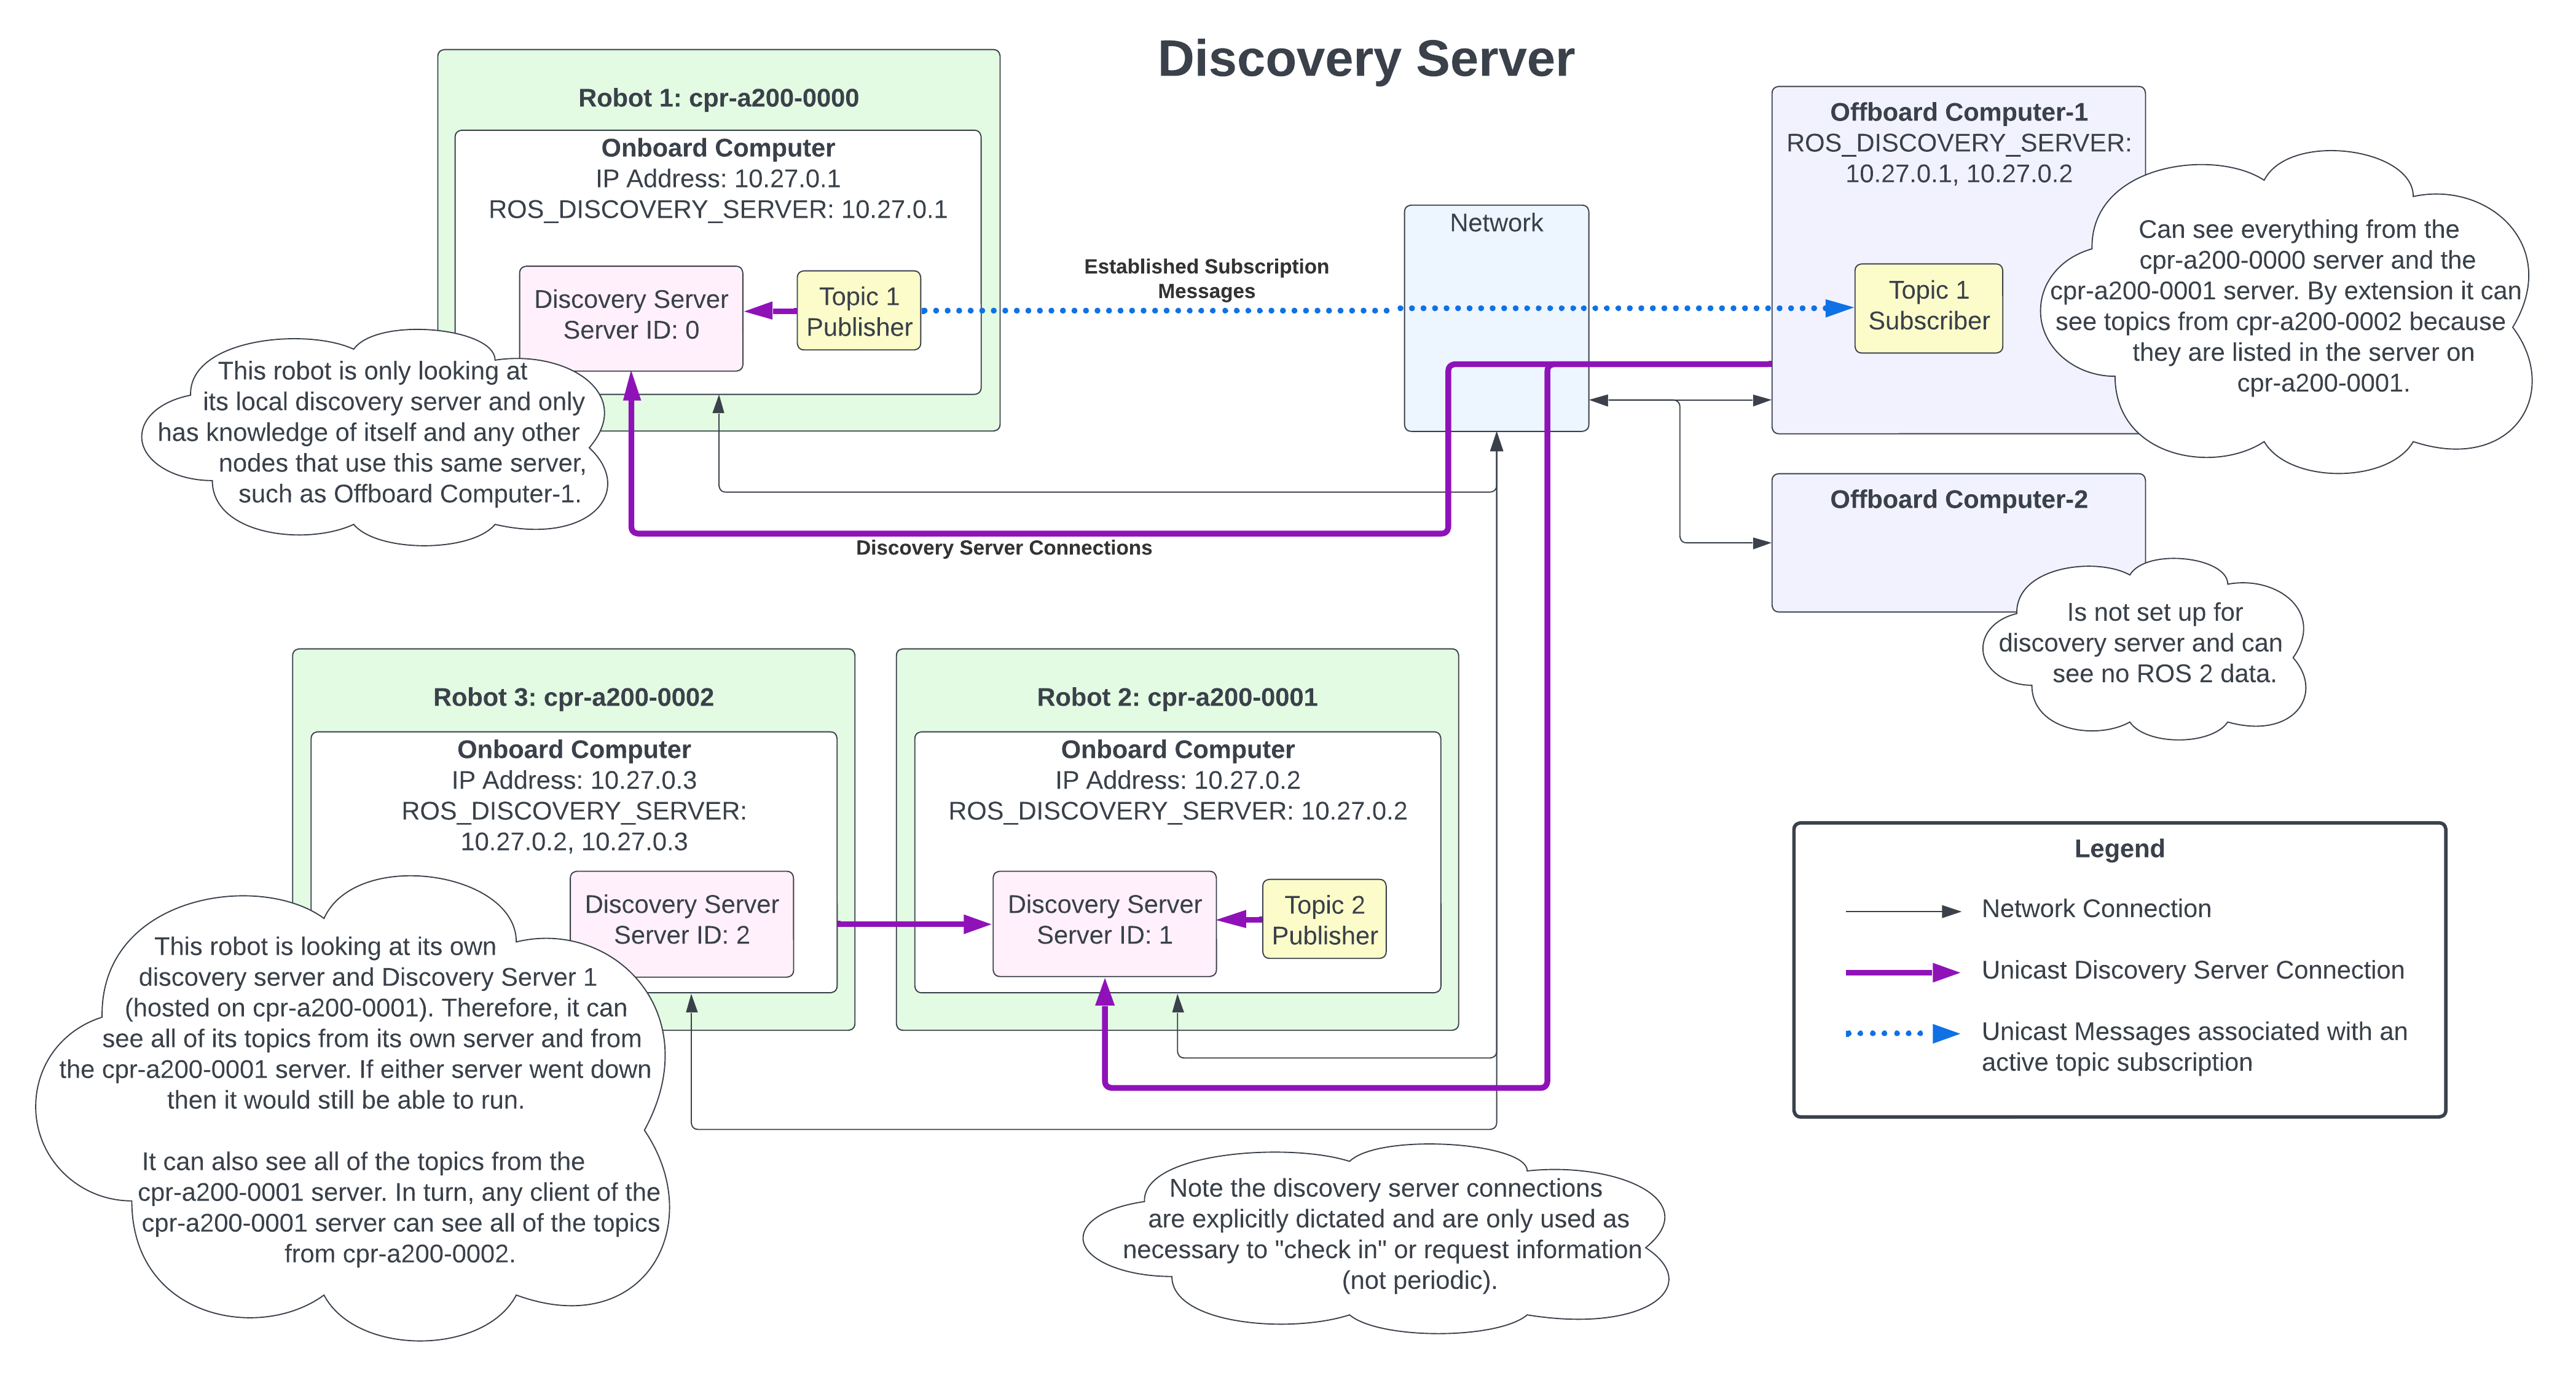 Discovery Server
Robot 1: cpr-a200-0000
Onboard Computer
IP Address: 10.27.0.1
ROS_DISCOVERY_SERVER: 10.27.0.1
Discovery Server
Server ID: 0
Topic 1
Publisher
This robot is only looking at
its local discovery server and only
has knowledge of itself and any other
nodes that use this same server,
such as Offboard Computer-1.
Established Subscription
Messages
Discovery Server Connections
Network
Offboard Computer-1
ROS_DISCOVERY_SERVER:
10.27.0.1, 10.27.0.2
Topic 1
Subscriber
Can see everything from the
cpr-a200-0000 server and the
cpr-a200-0001 server. By extension it can
see topics from cpr-a200-0002 because
they are listed in the server on
cpr-a200-0001.
Offboard Computer-2
Is not set up for
discovery server and can
see no ROS 2 data.
Robot 3: cpr-a200-0002
Onboard Computer
IP Address: 10.27.0.3
ROS_DISCOVERY_SERVER:
10.27.0.2, 10.27.0.3
Discovery Server
Server ID: 2
This robot is looking at its own
discovery server and Discovery Server 1
(hosted on cpr-a200-0001). Therefore, it can
see all of its topics from its own server and from
the cpr-a200-0001 server. If either server went down
then it would still be able to run.
It can also see all of the topics from the
cpr-a200-0001 server. In turn, any client of the
cpr-a200-0001 server can see all of the topics
from cpr-a200-0002.
Robot 2: cpr-a200-0001
Onboard Computer
IP Address: 10.27.0.2
ROS_DISCOVERY_SERVER: 10.27.0.2
Discovery Server
Server ID: 1
Topic 2
Publisher
Note the discovery server connections
are explicitly dictated and are only used as
necessary to "check in" or request information
(not periodic).
Legend
Network Connection
Unicast Discovery Server Connection
Unicast Messages associated with an
active topic subscription